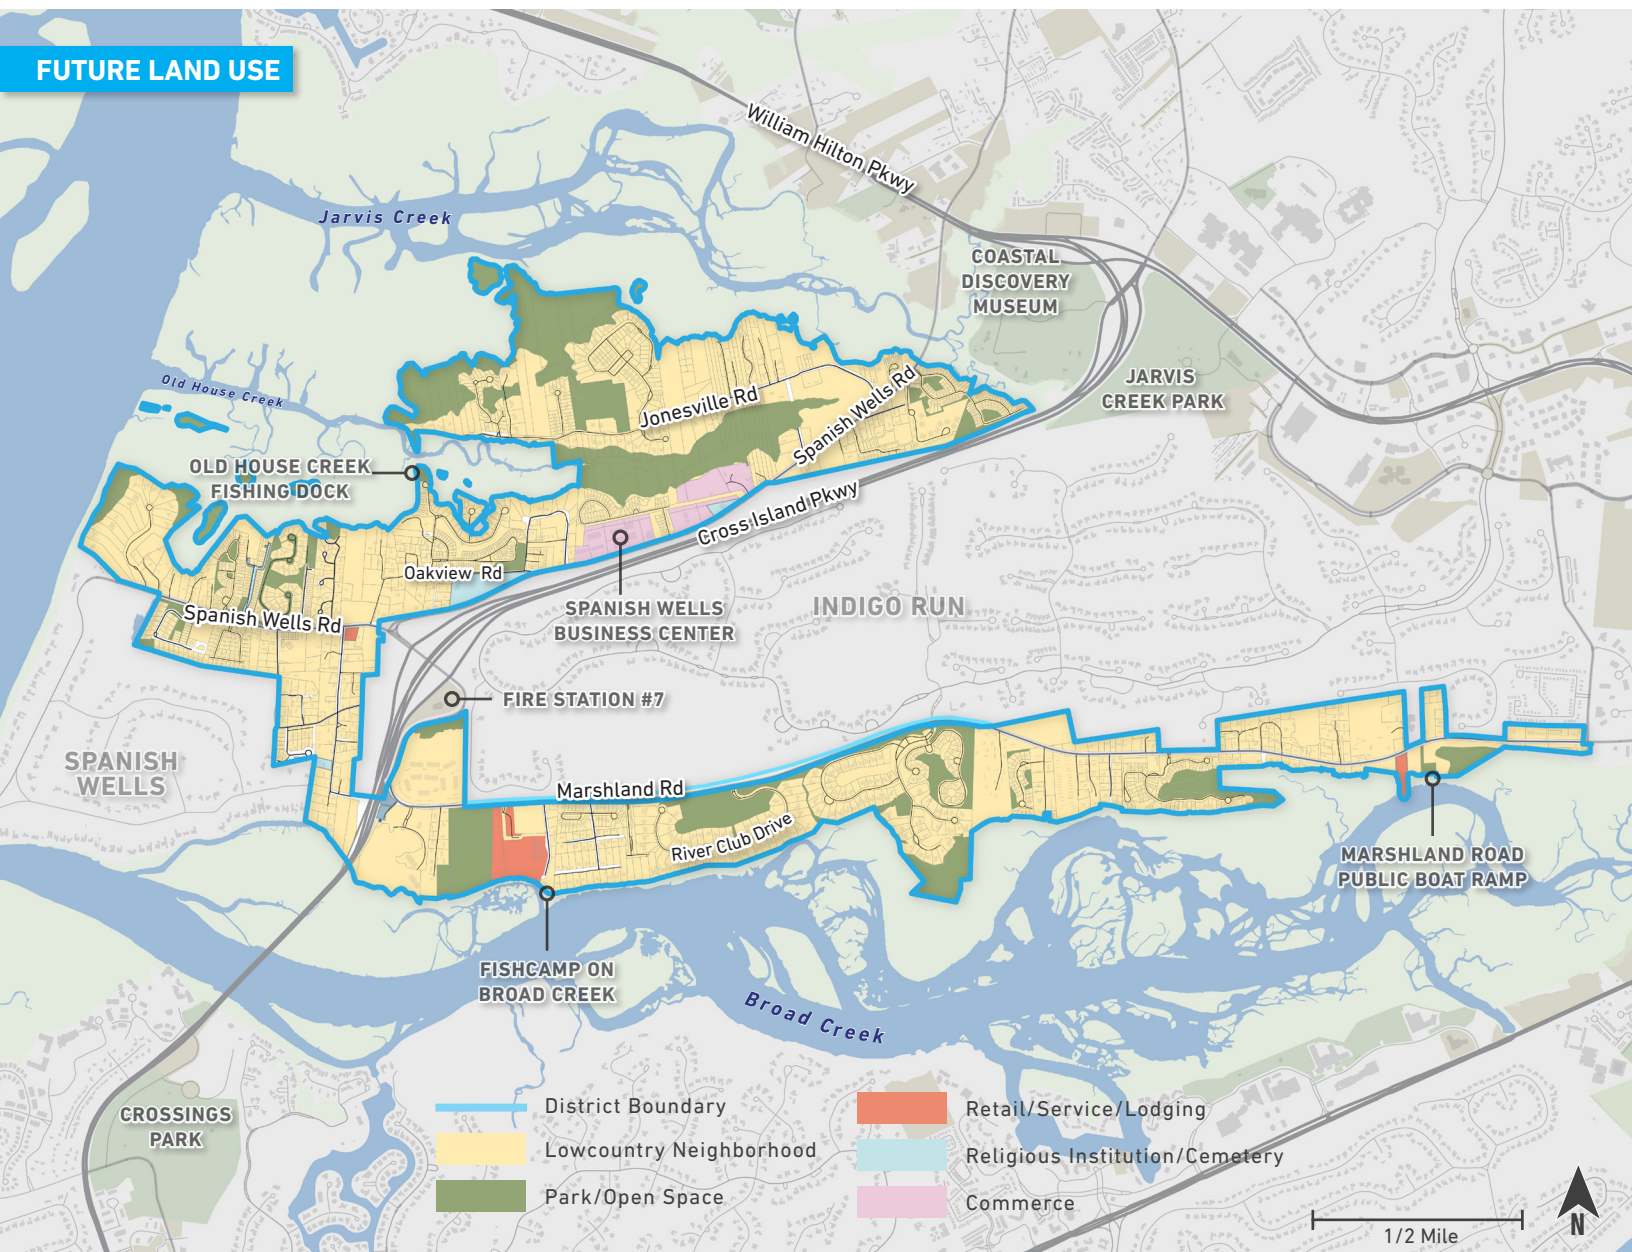 FUTURE LAND USE
William Hilton Pkwy
Jarvis Creek
COASTAL
DISCOVERY
MUSEUM
JARVIS
CREEK PARK
Old House Creek
Jonesville Rd
Spanish Wells Rd
OLD HOUSE CREEK
FISHING DOCK
Cross Island Pkwy
Oakview Rd
SPANISH WELLS
BUSINESS CENTER
INDIGO RUN
Spanish Wells Rd
FIRE STATION #7
SPANISH
WELLS
Marshland Rd
River Club Drive
MARSHLAND ROAD
PUBLIC BOAT RAMP
FISHCAMP ON
BROAD CREEK
Broad Creek
CROSSINGS
PARK
District Boundary
Lowcountry Neighborhood
Park/Open Space
Retail/Service/Lodging
Religious Institution/Cemetery
Commerce
1/2 Mile
N